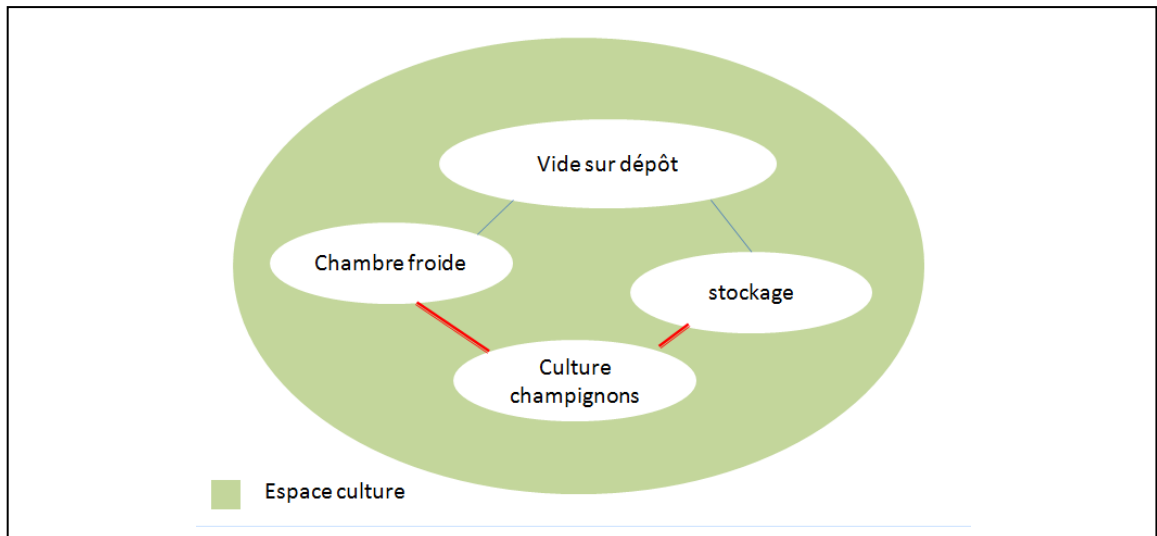 Vide sur dépôt
Chambre froide
stockage
Culture
champignons
Espace culture